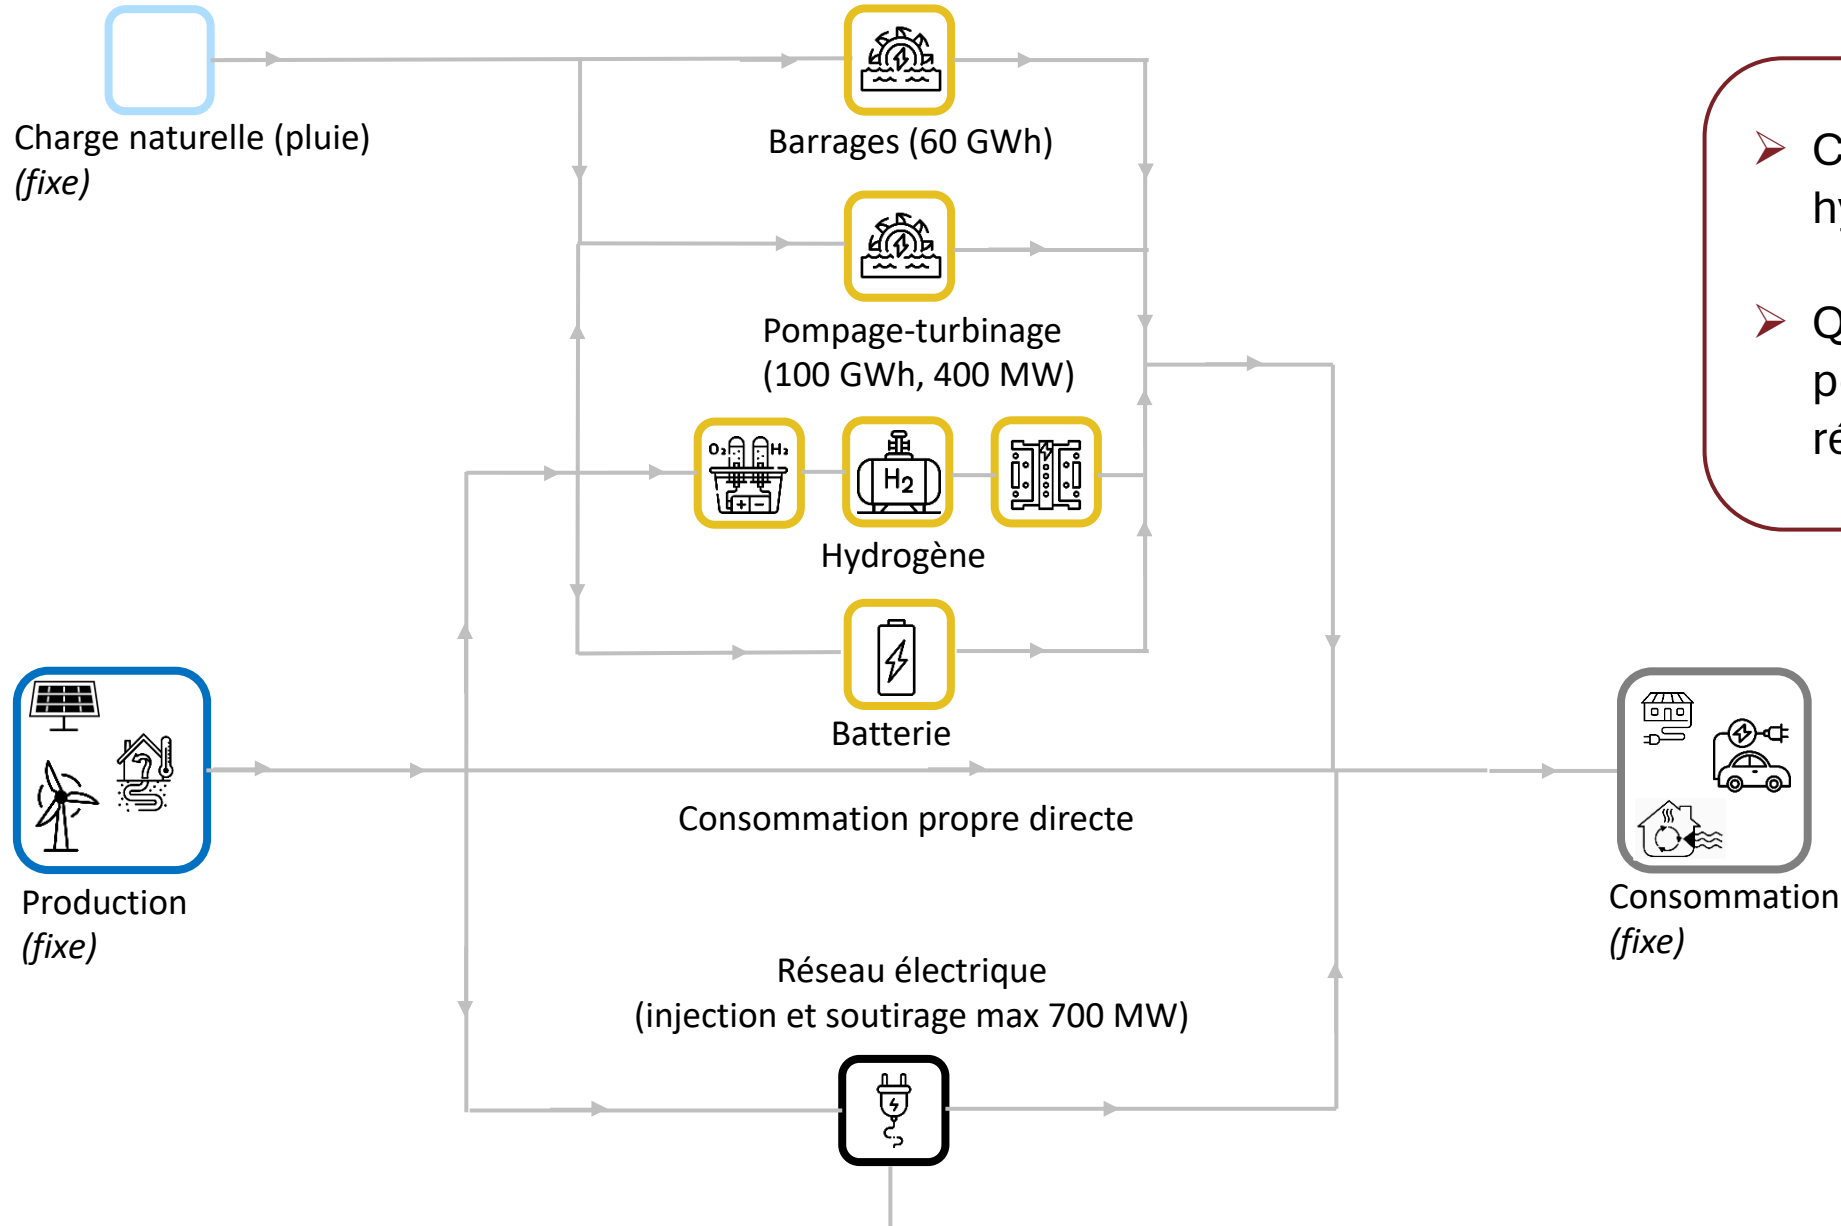 Charge naturelle (pluie)
(fixe)
Barrages (60 GWh)
Pompage-turbinage
(100 GWh, 400 MW)
O₂ H₂
H₂
Hydrogène
Batterie
Consommation propre directe
Production
(fixe)
Réseau électrique
(injection et soutirage max 700 MW)
Consommation
(fixe)